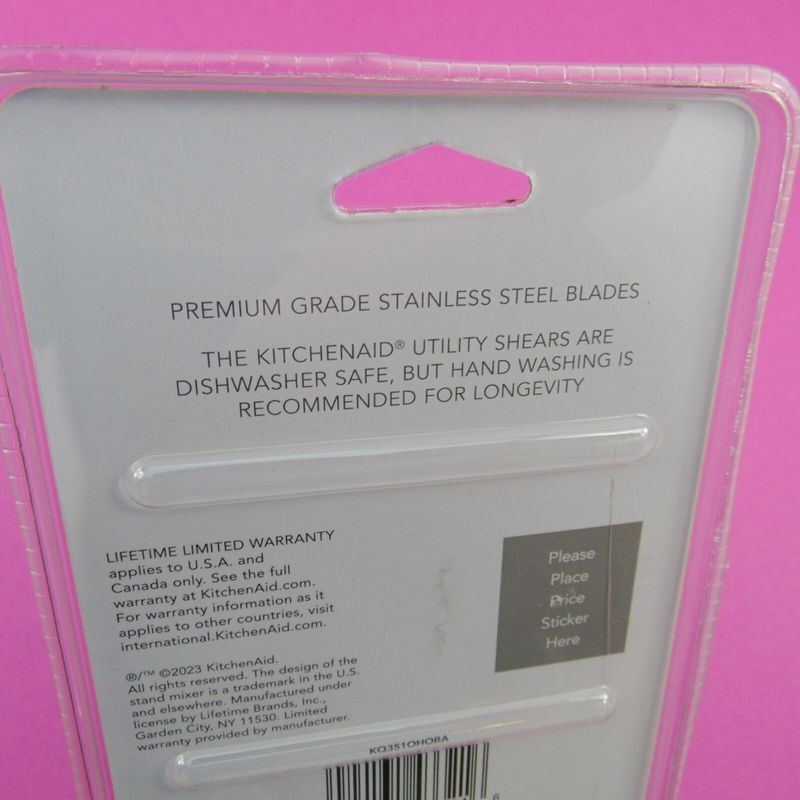 PREMIUM GRADE STAINLESS STEEL BLADES
THE KITCHENAID® UTILITY SHEARS ARE
DISHWASHER SAFE, BUT HAND WASHING IS
RECOMMENDED FOR LONGEVITY
LIFETIME LIMITED WARRANTY
applies to U.S.A. and
Canada only. See the full
warranty at KitchenAid.com.
For warranty information as it
applies to other countries, visit
international.KitchenAid.com.
®/™ ©2023 KitchenAid.
All rights reserved. The design of the
stand mixer is a trademark in the U.S.
and elsewhere. Manufactured under
license by Lifetime Brands, Inc.,
Garden City, NY 11530. Limited
warranty provided by manufacturer.
Please
Place
Price
Sticker
Here
KO351OHOBA
6